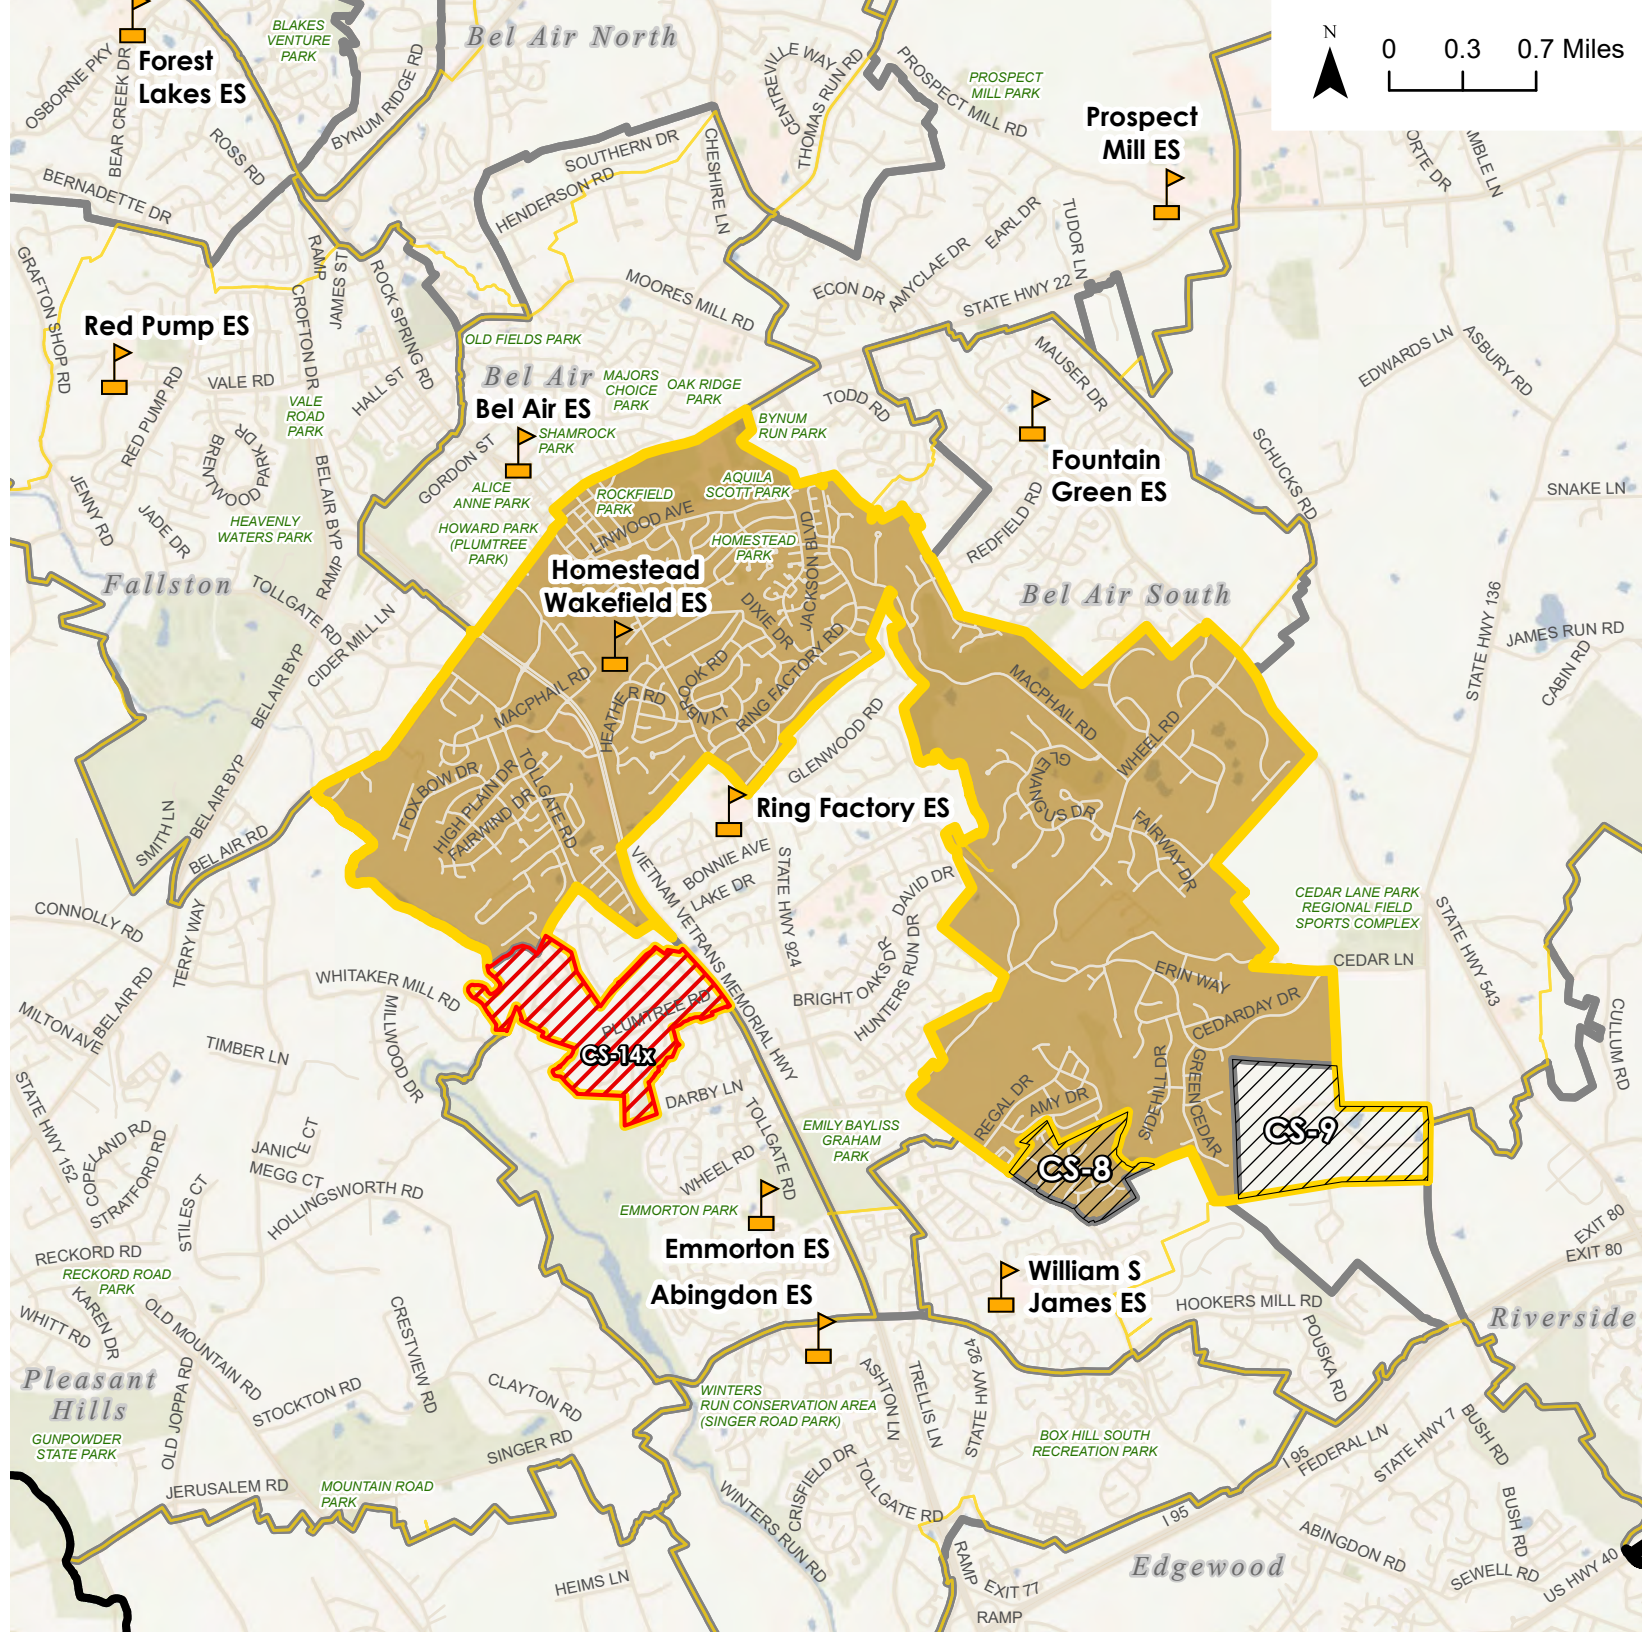 N
0 0.3 0.7 Miles
BLAKES
VENTURE
PARK
Bel Air North
CENTREVILLE WAY
THOMAS RUN RD
PROSPECT MILL RD
PROSPECT
MILL PARK
Forest
Lakes ES
OSBORNE PKY
BEAR CREEK DR
BYNUM RIDGE RD
ROSS RD
BERNADETTE DR
SOUTHERN DR
HENDERSON RD
CHESHIRE LN
Prospect
Mill ES
EARL DR
TUDOR LN
AMYCLAE DR
ECON DR
STATE HWY 22
GRAFTON SHOP RD
RAMP
JAMES ST
ROCK SPRING RD
CROFTON DR
MOORES MILL RD
Red Pump ES
VALE RD
RED PUMP RD
HALL ST
VALE
ROAD
PARK
OLD FIELDS PARK
Bel Air
MAJORS
CHOICE
PARK
OAK RIDGE
PARK
Bel Air ES
SHAMROCK
PARK
BYNUM
RUN PARK
TODD RD
MAUSER DR
EDWARDS LN
ASBURY RD
BRENLWOOD PARK DR
GORDON ST
ALICE
ANNE PARK
HOWARD PARK
(PLUMTREE
PARK)
ROCKFIELD
PARK
AQUILA
SCOTT PARK
LINWOOD AVE
HOMESTEAD
PARK
JACKSON BLVD
Fountain
Green ES
REDFIELD RD
SCHUCKS RD
SNAKE LN
JENNY RD
JADE DR
HEAVENLY
WATERS PARK
BEL AIR BYP
RAMP
Fallston
TOLLGATE RD
CIDER MILL LN
Homestead
Wakefield ES
DIXIE DR
Bel Air South
STATE HWY 136
JAMES RUN RD
CABIN RD
BEL AIR BYP
MACPHAIL RD
HEATHER RD
LYNBROOK RD
RING FACTORY RD
GLENWOOD RD
MACPHAIL RD
WHEEL RD
GLENANGUS DR
FAIRWAY DR
SMITH LN
BEL AIR BYP
BEL AIR RD
FOX BOW DR
HIGH PLAIN DR
FAIRWIND DR
TOLLGATE RD
Ring Factory ES
BONNIE AVE
LAKE DR
VIETNAM VETRANS MEMORIAL HWY
STATE HWY 924
DAVID DR
BRIGHT OAKS DR
HUNTERS RUN DR
CEDAR LANE PARK
REGIONAL FIELD
SPORTS COMPLEX
STATE HWY 543
CEDAR LN
CULLUM RD
CONNOLLY RD
TERRY WAY
BEL AIR RD
MILTON AVE
WHITAKER MILL RD
MILLWOOD DR
TIMBER LN
PLUMTREE RD
CS-14x
DARBY LN
TOLLGATE RD
ERIN WAY
CEDARDAY DR
GREENCEDAR
SIDEHILL DR
REGAL DR
AMY DR
CS-8
CS-9
STATE HWY 152
COPELAND RD
STRATFORD RD
JANICE CT
MEGG CT
HOLLINGSWORTH RD
STILES CT
WHEEL RD
EMILY BAYLISS
GRAHAM
PARK
EMMORTON PARK
Emmorton ES
Abingdon ES
William S
James ES
RECKORD RD
RECKORD ROAD
PARK
KAREN DR
WHITT RD
OLD MOUNTAIN RD
OLD JOPPA RD
CRESTVIEW RD
HOOKERS MILL RD
POUSKA RD
EXIT 80
EXIT 80
Riverside
Pleasant
Hills
GUNPOWDER
STATE PARK
STOCKTON RD
CLAYTON RD
SINGER RD
JERUSALEM RD
MOUNTAIN ROAD
PARK
WINTERS
RUN CONSERVATION AREA
(SINGER ROAD PARK)
ASHTON LN
TRELLIS LN
STATE HWY 924
BOX HILL SOUTH
RECREATION PARK
CRISFIELD DR
TOLLGATE RD
WINTERS RUN RD
HEIMS LN
I 95
I 95
FEDERAL LN
STATE HWY 7
BUSH RD
BUSH RD
ABINGDON RD
SEWELL RD
US HWY 40
Edgewood
RAMP
EXIT 77
RAMP